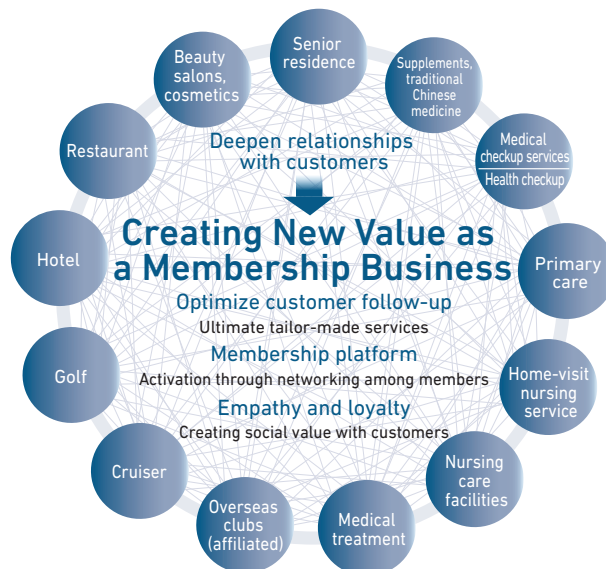 Senior
residence
Beauty
salons,
cosmetics
Supplements,
traditional
Chinese
medicine
Restaurant
Deepen relationships
with customers
Medical
checkup services
Health checkup
Creating New Value as
a Membership Business
Hotel
Primary
care
Optimize customer follow-up
Ultimate tailor-made services
Membership platform
Activation through networking among members
Golf
Home-visit
nursing
service
Empathy and loyalty
Creating social value with customers
Cruiser
Nursing
care
facilities
Overseas
clubs
(affiliated)
Medical
treatment